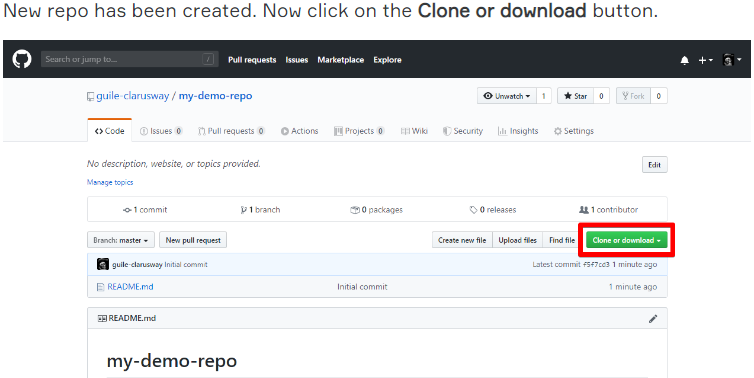 New repo has been created. Now click on the Clone or download button.
Search or jump to... / Pull requests Issues Marketplace Explore
guile-clarusway / my-demo-repo Unwatch 1 Star 0 Fork 0
Code Issues 0 Pull requests 0 Actions Projects 0 Wiki Security Insights Settings
No description, website, or topics provided. Edit
Manage topics
1 commit 1 branch 0 packages 0 releases 1 contributor
Branch: master New pull request Create new file Upload files Find file Clone or download
guile-clarusway Initial commit Latest commit f5f7cd3 1 minute ago
README.md Initial commit 1 minute ago
README.md
my-demo-repo